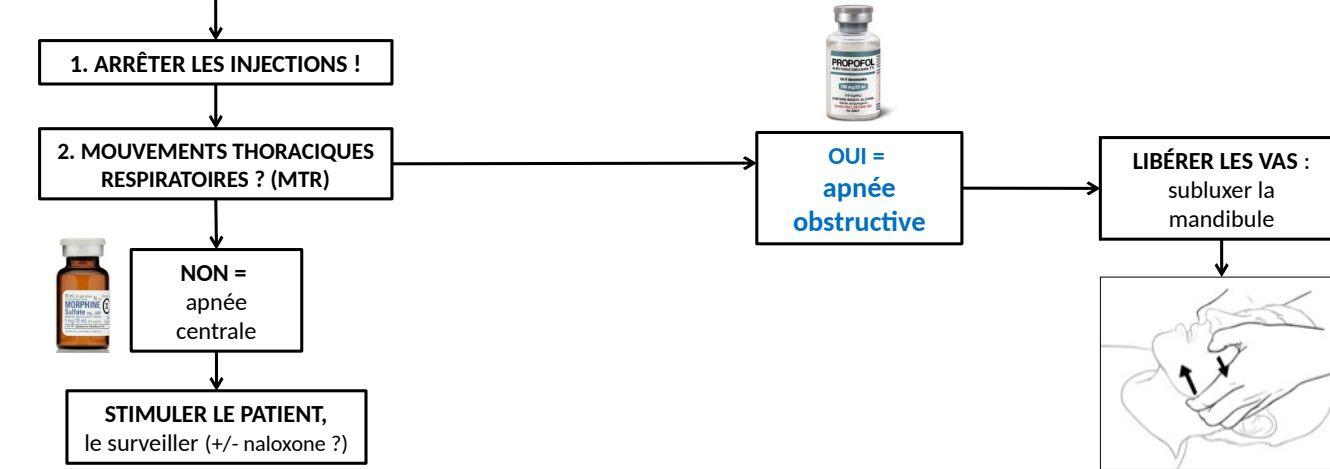 1. ARRÊTER LES INJECTIONS !
2. MOUVEMENTS THORACIQUES
RESPIRATOIRES ? (MTR)
PROPOFOL
OUI =
apnée
obstructive
LIBÉRER LES VAS :
subluxer la
mandibule
MORPHINE
Sulfate
NON =
apnée
centrale
STIMULER LE PATIENT,
le surveiller (+/- naloxone ?)